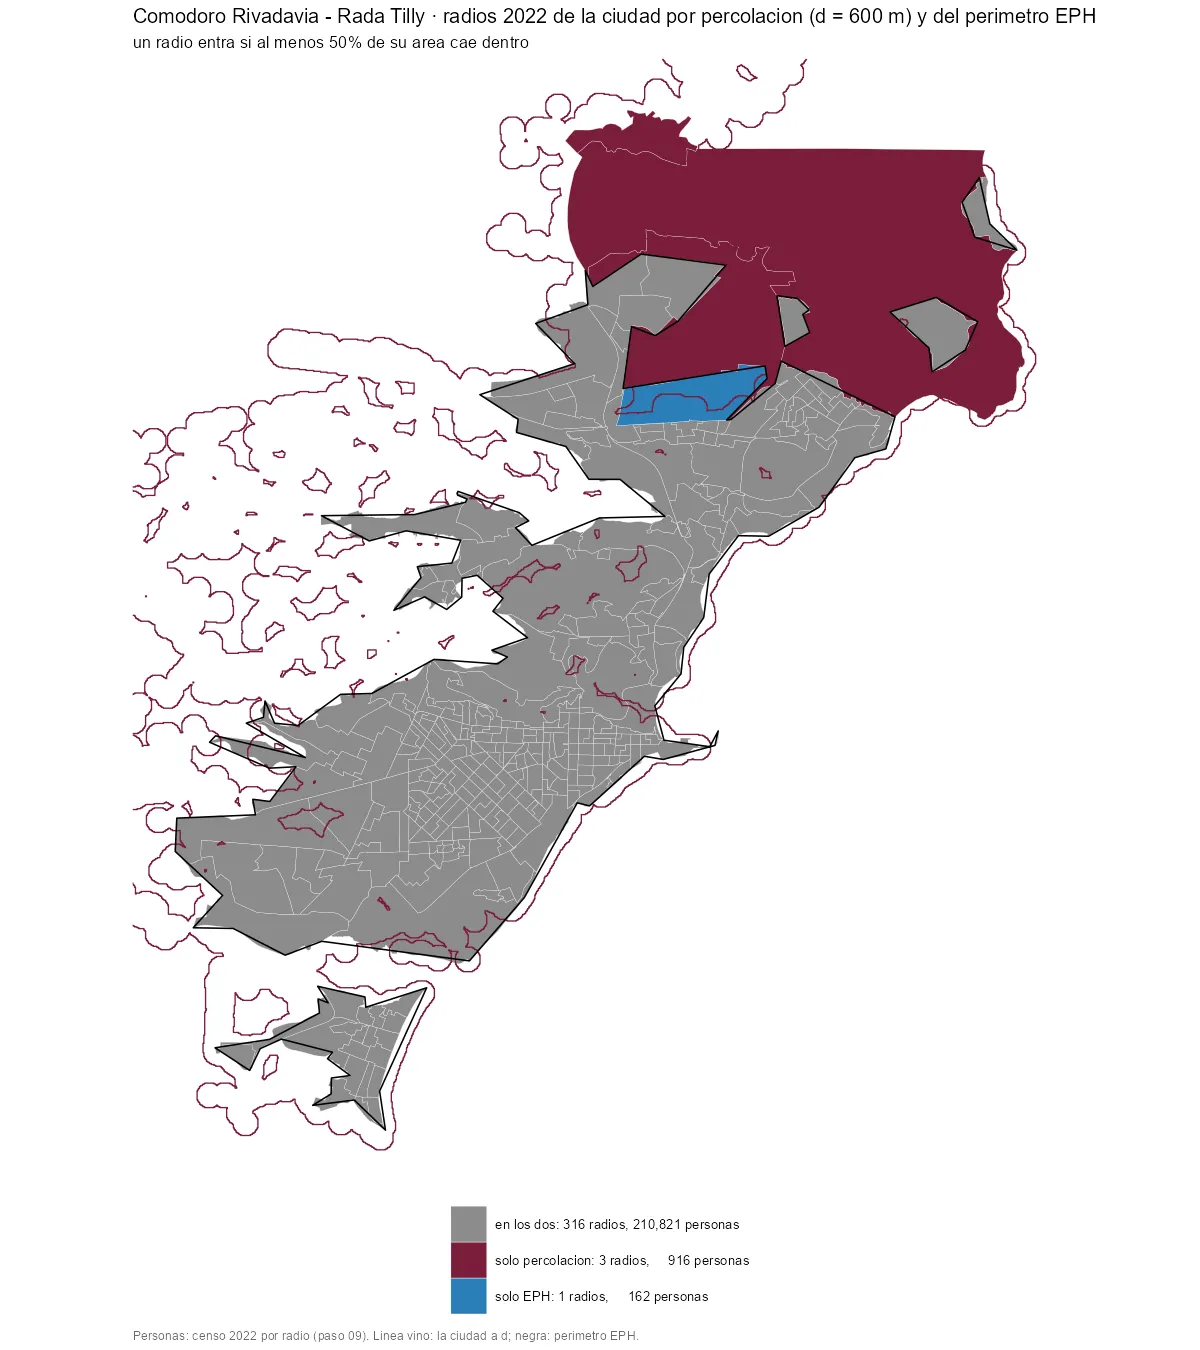 Comodoro Rivadavia - Rada Tilly · radios 2022 de la ciudad por percolacion (d = 600 m) y del perimetro EPH
un radio entra si al menos 50% de su area cae dentro
en los dos: 316 radios, 210,821 personas
solo percolacion: 3 radios, 916 personas
solo EPH: 1 radios, 162 personas
Personas: censo 2022 por radio (paso 09). Linea vino: la ciudad a d; negra: perimetro EPH.